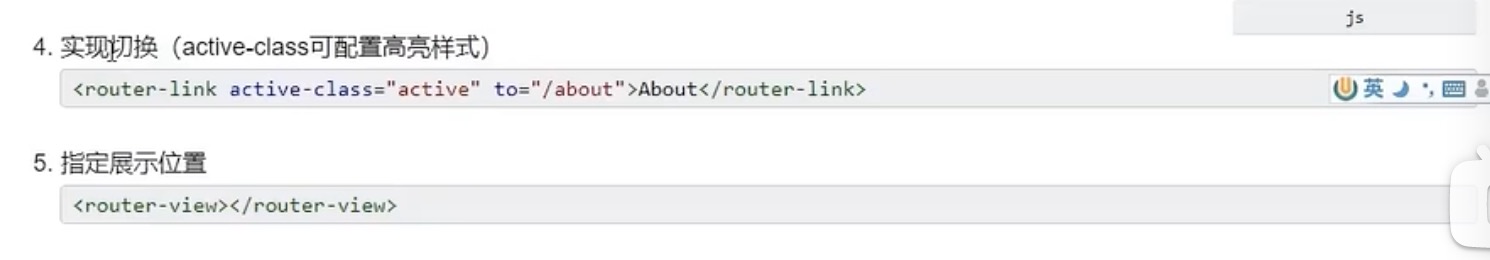 js
4. 实现切换（active-class可配置高亮样式）
<router-link active-class="active" to="/about">About</router-link>
英
5. 指定展示位置
<router-view></router-view>